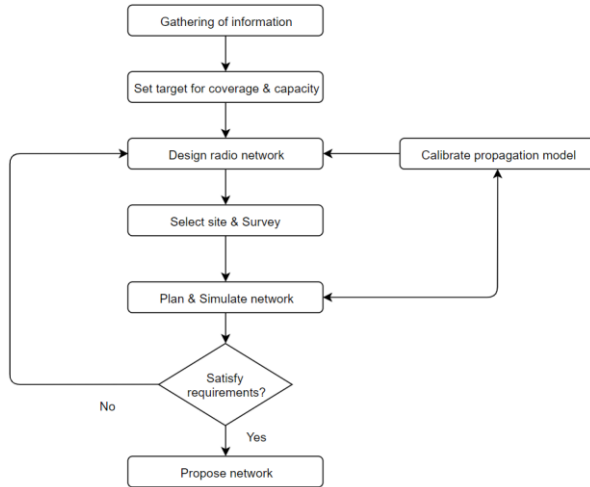 Gathering of information
Set target for coverage & capacity
Design radio network
Calibrate propagation model
Select site & Survey
Plan & Simulate network
Satisfy
requirements?
No
Yes
Propose network